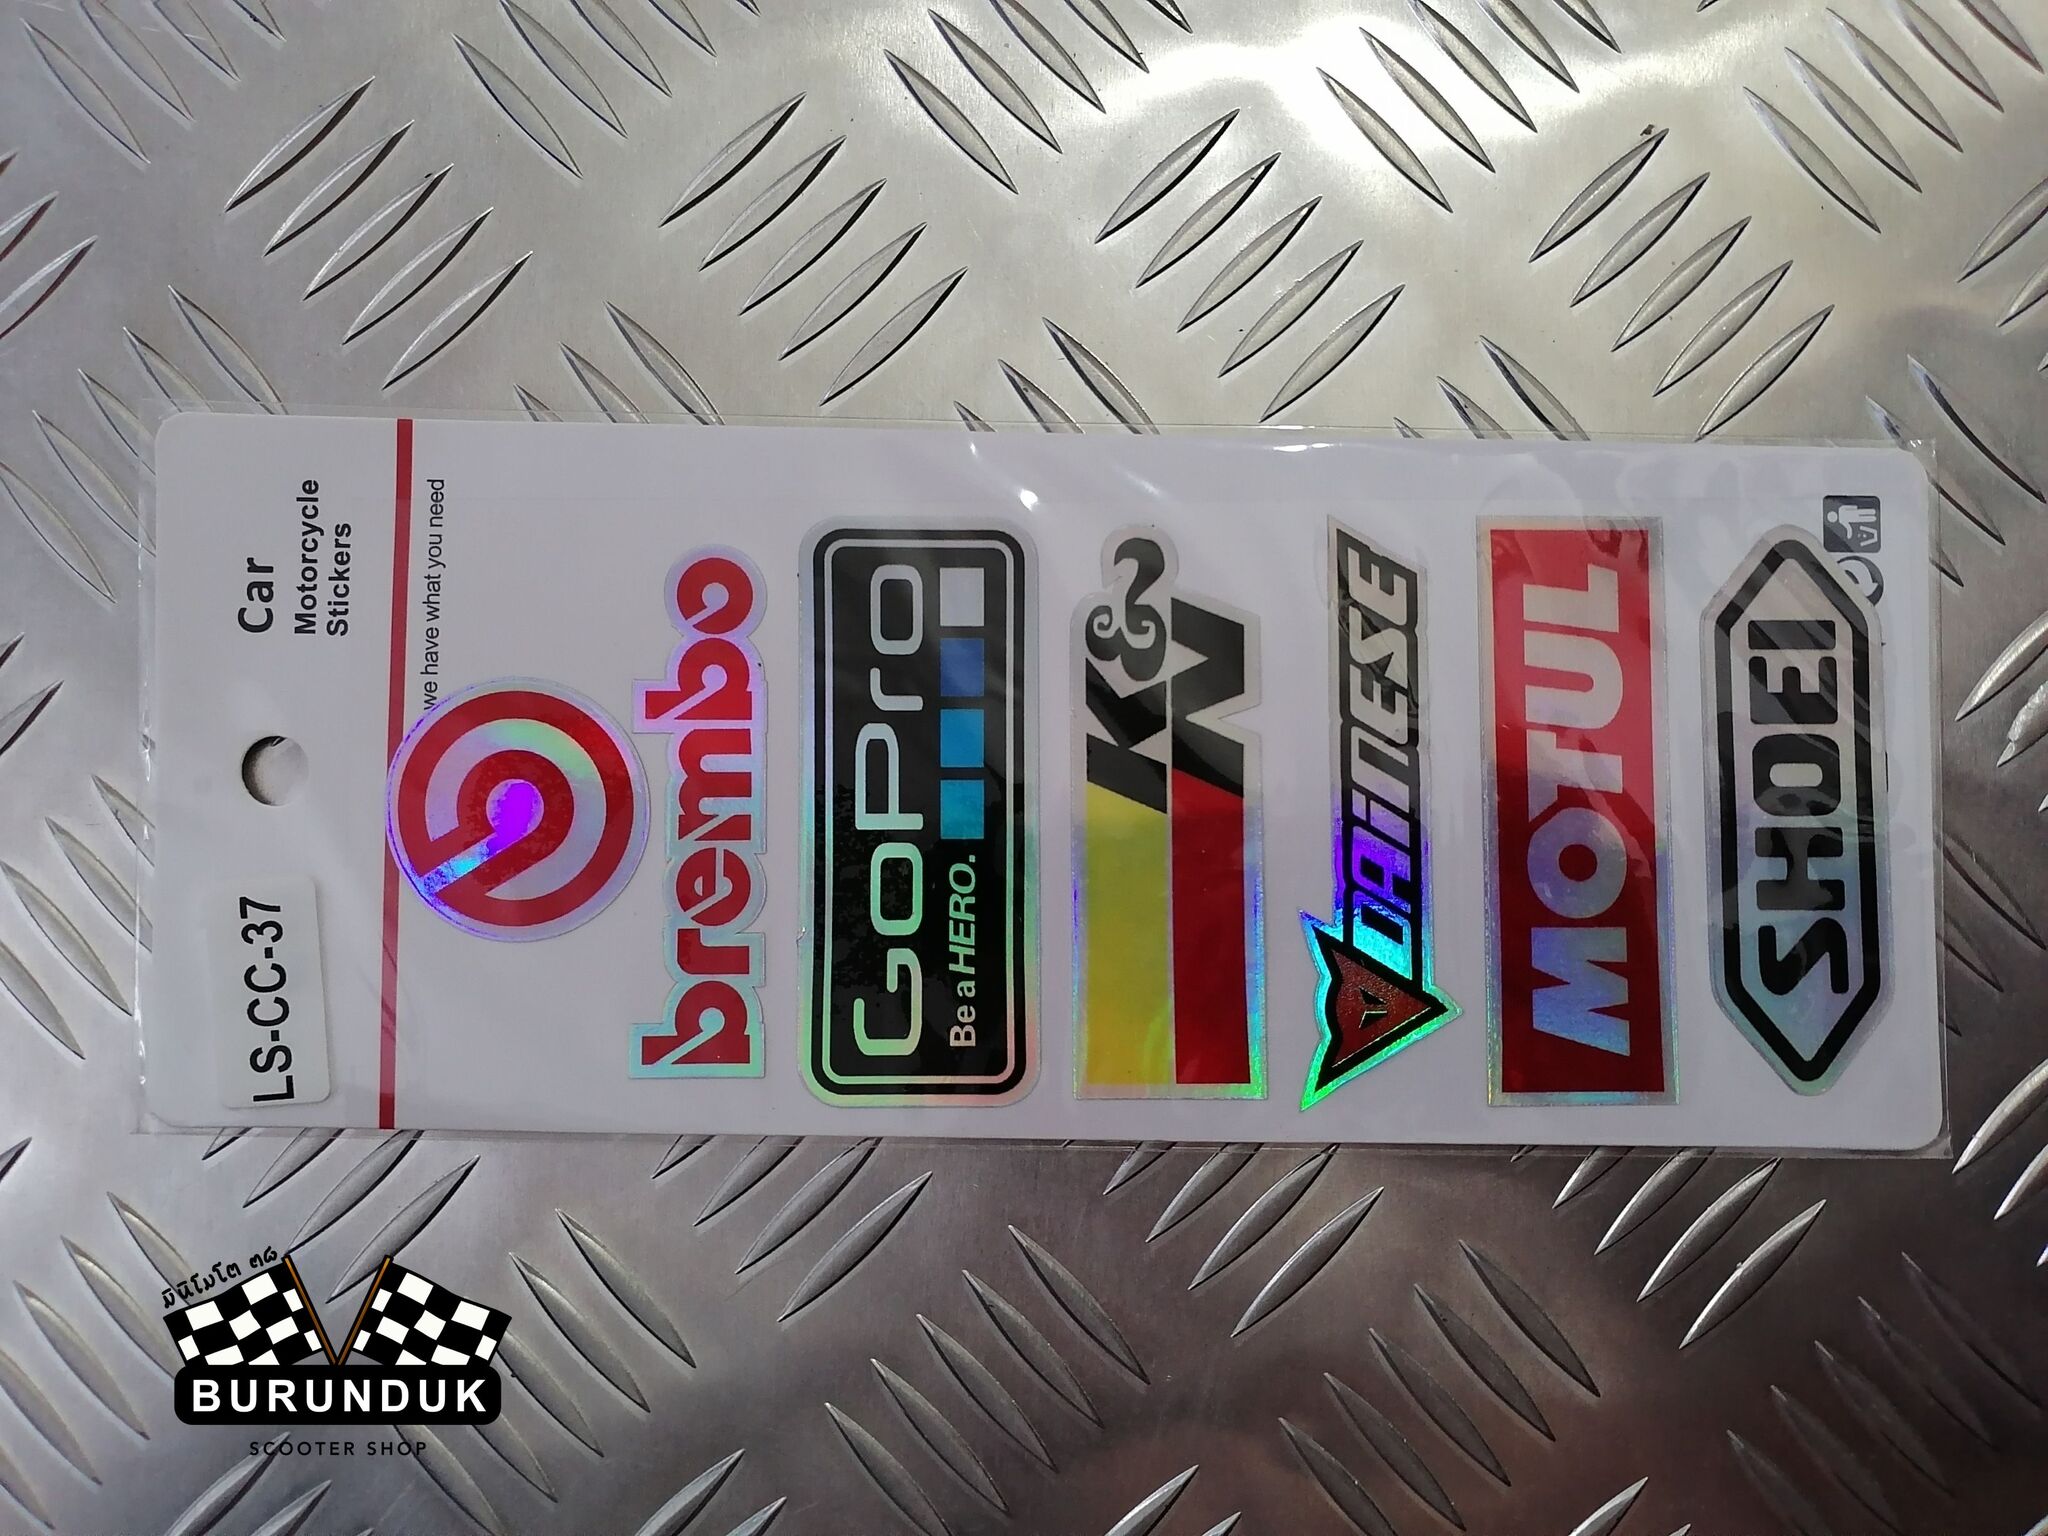 LS-CC-37
Car
Motorcycle
Stickers
we have what you need
brembo
GoPro
Be a HERO.
K&N
DAiNESE
MOTUL
SHOEI
มินิโมโต ๓๘
BURUNDUK
SCOOTER SHOP